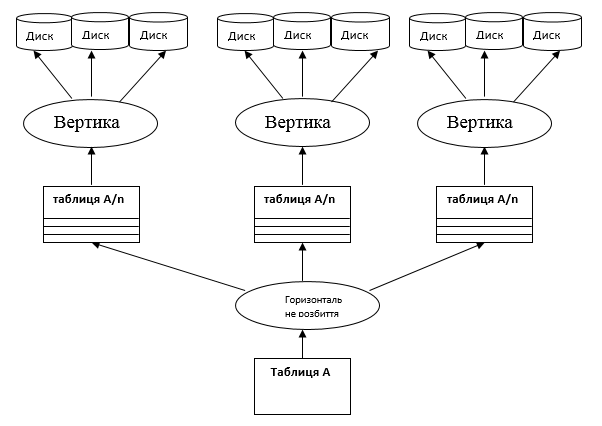 Диск Диск Диск Диск Диск Диск Диск Диск Диск
Вертика Вертика Вертика
таблиця А/n таблиця А/n таблиця А/n
Горизонталь
не розбиття
Таблиця А